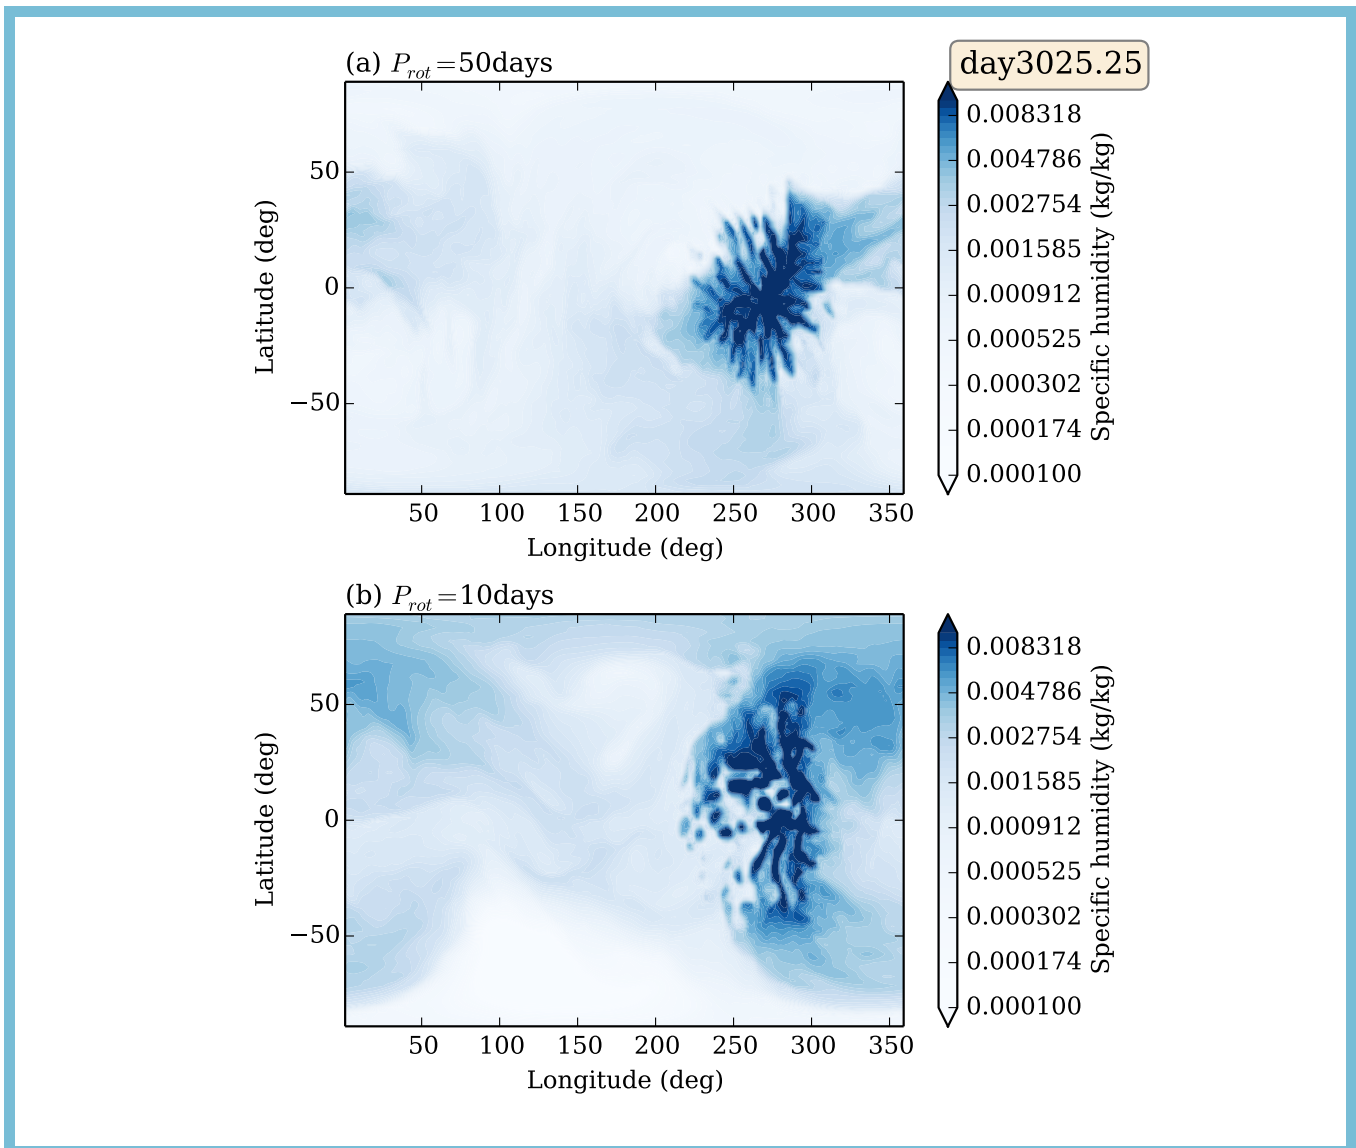 day3025.25
(a) P_rot=50days
Latitude (deg)
50
0
−50
50 100 150 200 250 300 350
Longitude (deg)
0.008318
0.004786
0.002754
0.001585
0.000912
0.000525
0.000302
0.000174
0.000100
Specific humidity (kg/kg)
(b) P_rot=10days
Latitude (deg)
50
0
−50
50 100 150 200 250 300 350
Longitude (deg)
0.008318
0.004786
0.002754
0.001585
0.000912
0.000525
0.000302
0.000174
0.000100
Specific humidity (kg/kg)